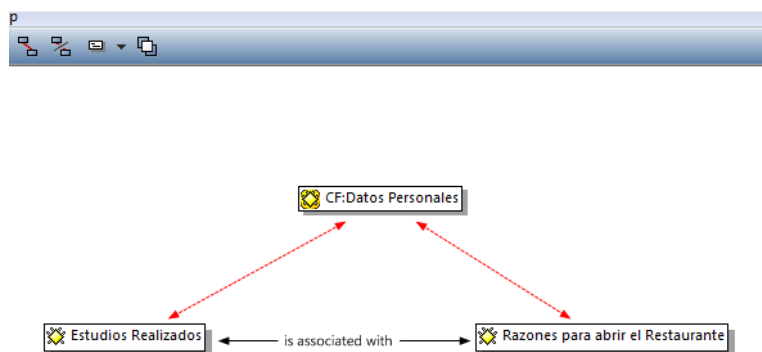 p
CF:Datos Personales
Estudios Realizados
is associated with
Razones para abrir el Restaurante